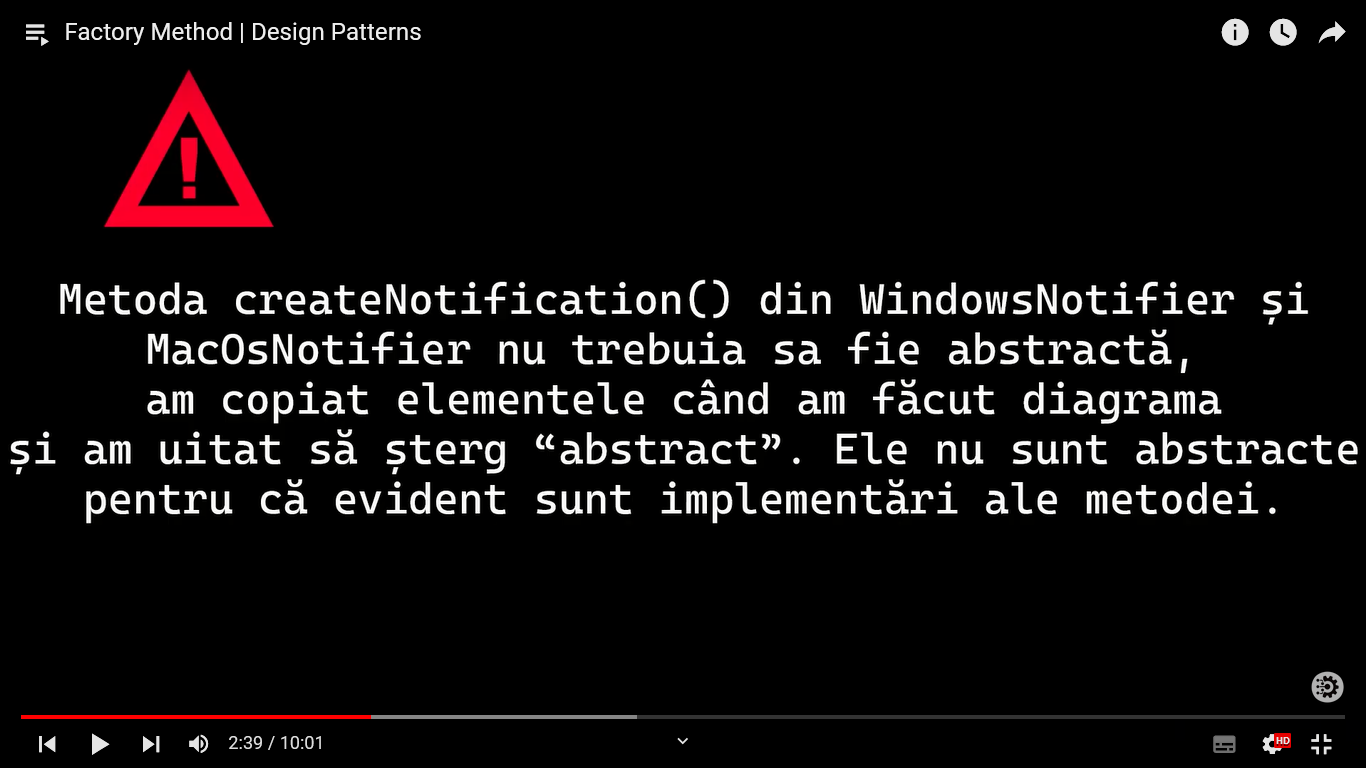 Factory Method | Design Patterns
Metoda createNotification() din WindowsNotifier și
MacOsNotifier nu trebuia sa fie abstractă,
am copiat elementele când am făcut diagrama
și am uitat să șterg “abstract”. Ele nu sunt abstracte
pentru că evident sunt implementări ale metodei.
2:39 / 10:01
HD